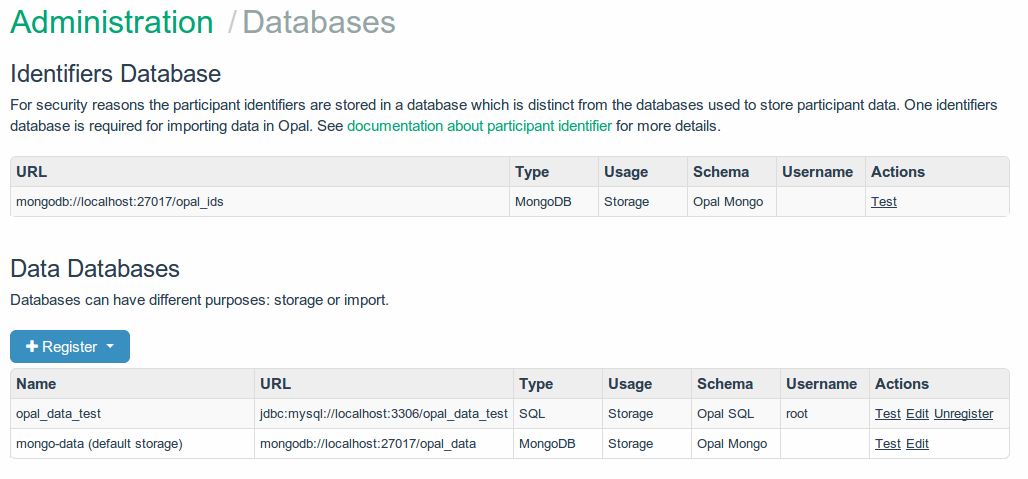 Administration / Databases
Identifiers Database
For security reasons the participant identifiers are stored in a database which is distinct from the databases used to store participant data. One identifiers
database is required for importing data in Opal. See documentation about participant identifier for more details.
URL Type Usage Schema Username Actions
mongodb://localhost:27017/opal_ids MongoDB Storage Opal Mongo Test
Data Databases
Databases can have different purposes: storage or import.
+ Register
Name URL Type Usage Schema Username Actions
opal_data_test jdbc:mysql://localhost:3306/opal_data_test SQL Storage Opal SQL root Test Edit Unregister
mongo-data (default storage) mongodb://localhost:27017/opal_data MongoDB Storage Opal Mongo Test Edit